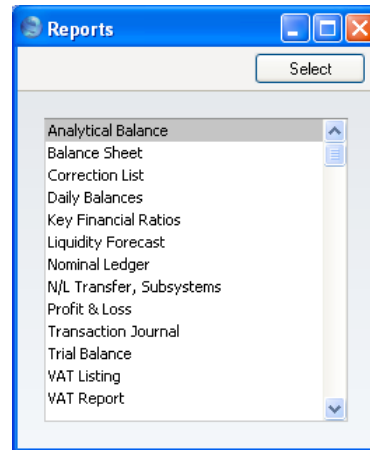 Reports
Select
Analytical Balance
Balance Sheet
Correction List
Daily Balances
Key Financial Ratios
Liquidity Forecast
Nominal Ledger
N/L Transfer, Subsystems
Profit & Loss
Transaction Journal
Trial Balance
VAT Listing
VAT Report